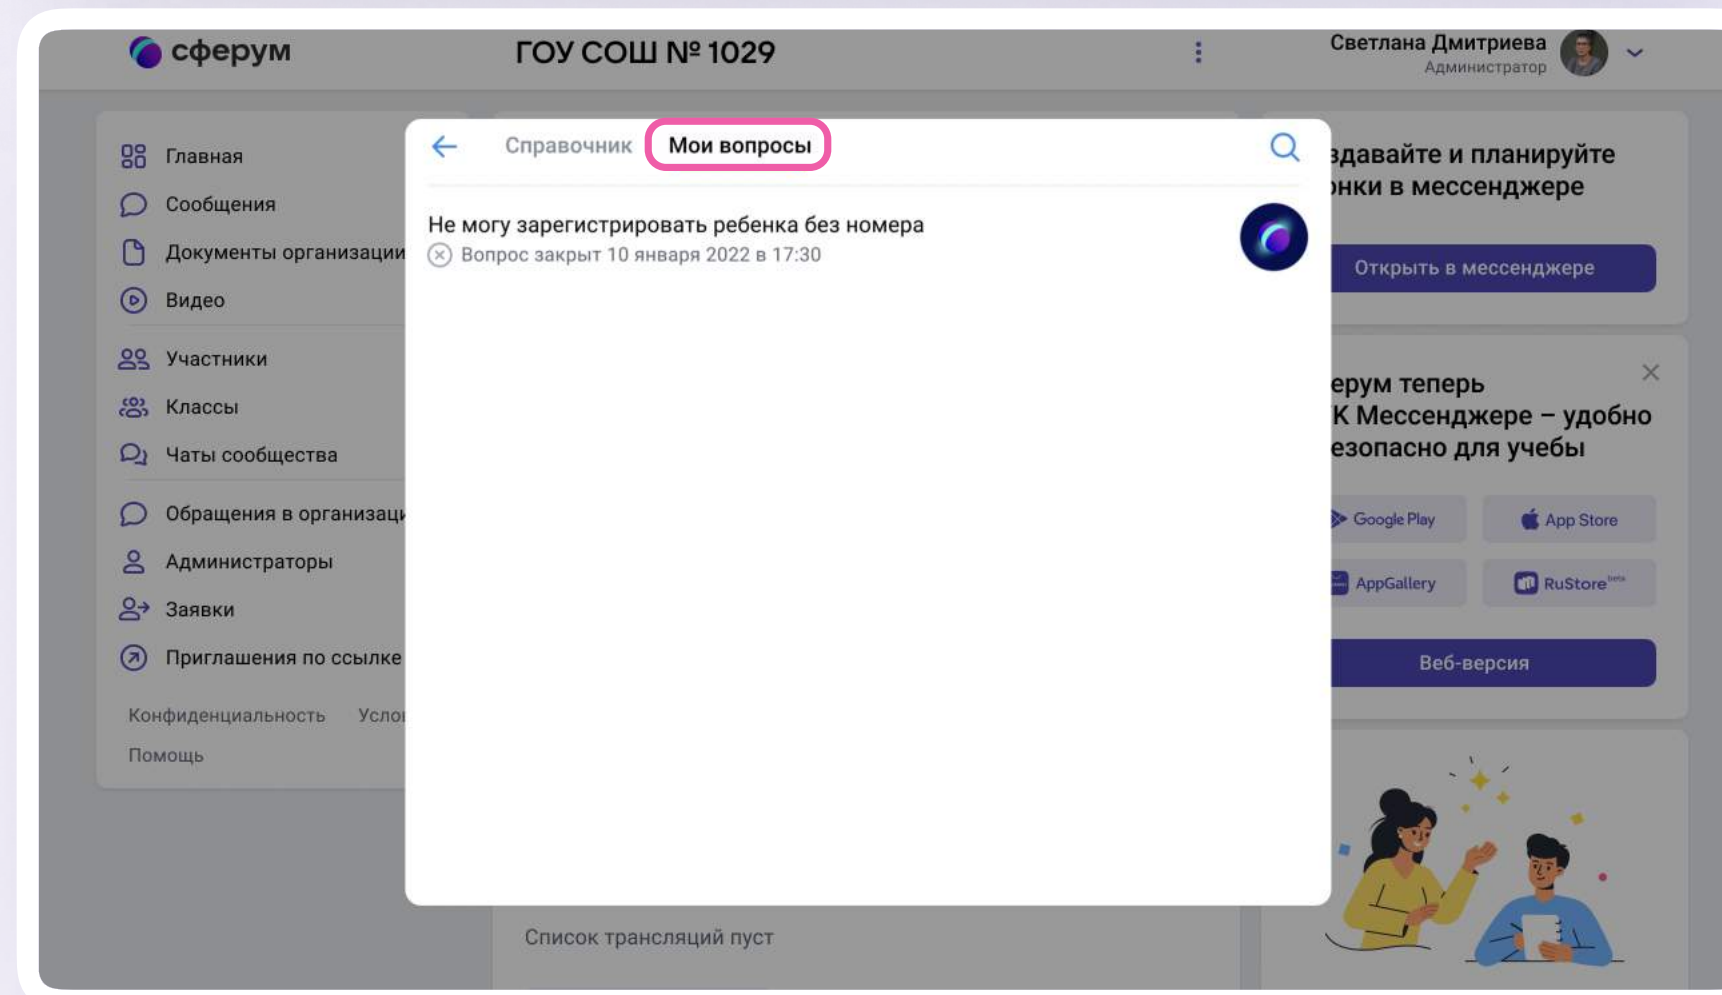 сферум
ГОУ СОШ № 1029
Светлана Дмитриева
Администратор
Главная
Сообщения
Документы организации
Видео
Участники
Классы
Чаты сообщества
Обращения в организаци
Администраторы
Заявки
Приглашения по ссылке
Конфиденциальность Усло
Помощь
Справочник Мои вопросы
Не могу зарегистрировать ребенка без номера
Вопрос закрыт 10 января 2022 в 17:30
Список трансляций пуст
здавайте и планируйте
онки в мессенджере
Открыть в мессенджере
ерум теперь
К Мессенджере – удобно
езопасно для учебы
Google Play
App Store
AppGallery
RuStore beta
Веб-версия